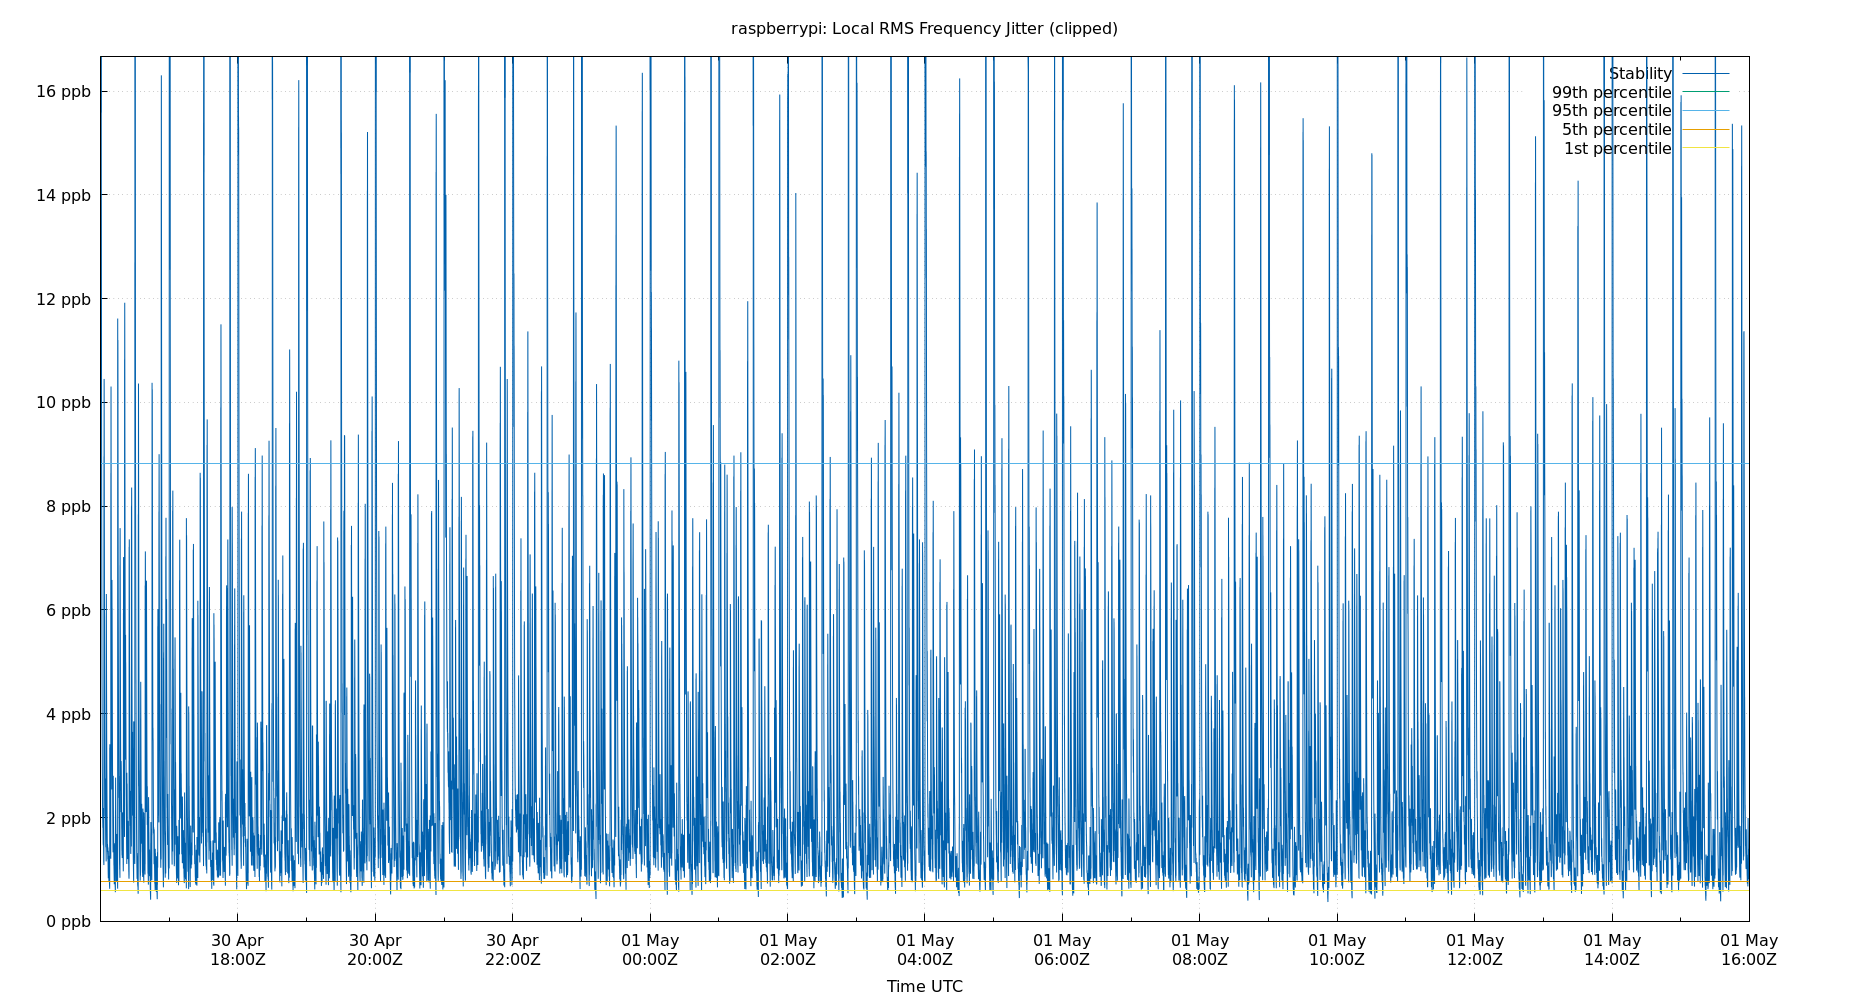 raspberrypi: Local RMS Frequency Jitter (clipped)
16 ppb
14 ppb
12 ppb
10 ppb
8 ppb
6 ppb
4 ppb
2 ppb
0 ppb
Stability
99th percentile
95th percentile
5th percentile
1st percentile
30 Apr 30 Apr 30 Apr 01 May 01 May 01 May 01 May 01 May 01 May 01 May 01 May 01 May
18:00Z 20:00Z 22:00Z 00:00Z 02:00Z 04:00Z 06:00Z 08:00Z 10:00Z 12:00Z 14:00Z 16:00Z
Time UTC